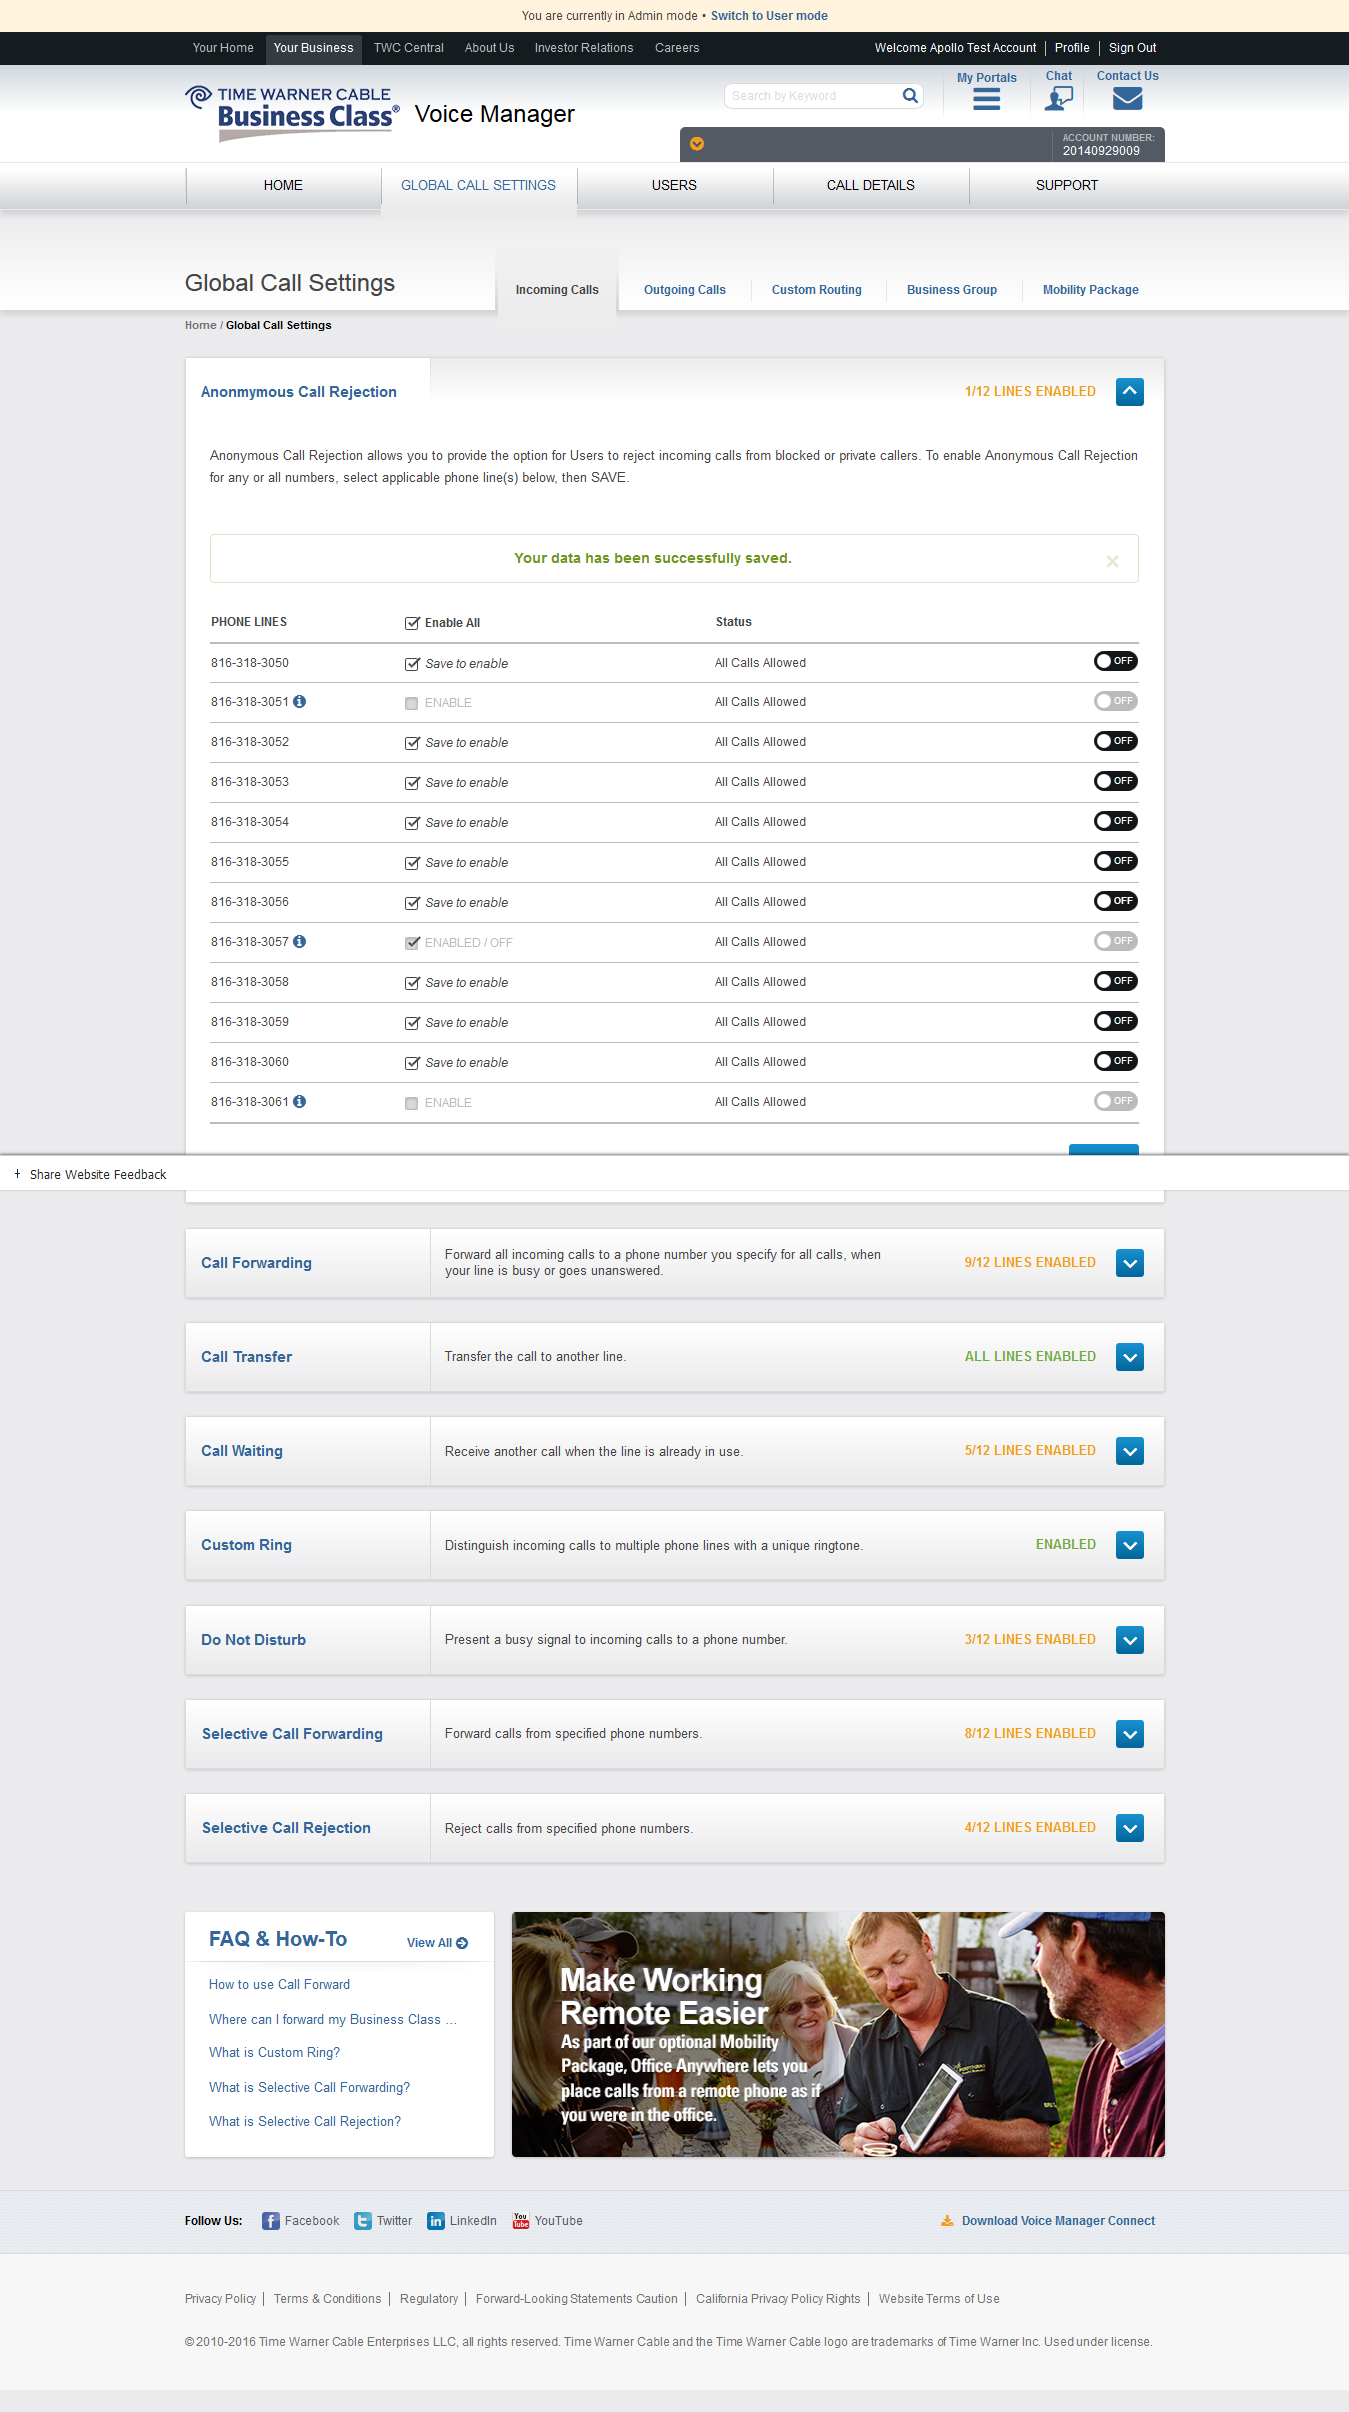 You are currently in Admin mode • Switch to User mode
Your Home Your Business TWC Central About Us Investor Relations Careers Welcome Apollo Test Account Profile Sign Out
TIME WARNER CABLE
Business Class® Voice Manager
Search by Keyword
My Portals Chat Contact Us
ACCOUNT NUMBER:
20140929009
HOME GLOBAL CALL SETTINGS USERS CALL DETAILS SUPPORT
Global Call Settings
Incoming Calls Outgoing Calls Custom Routing Business Group Mobility Package
Home / Global Call Settings
Anonmymous Call Rejection 1/12 LINES ENABLED
Anonymous Call Rejection allows you to provide the option for Users to reject incoming calls from blocked or private callers. To enable Anonymous Call Rejection
for any or all numbers, select applicable phone line(s) below, then SAVE.
Your data has been successfully saved.
PHONE LINES Enable All Status
816-318-3050 Save to enable All Calls Allowed OFF
816-318-3051 ENABLE All Calls Allowed OFF
816-318-3052 Save to enable All Calls Allowed OFF
816-318-3053 Save to enable All Calls Allowed OFF
816-318-3054 Save to enable All Calls Allowed OFF
816-318-3055 Save to enable All Calls Allowed OFF
816-318-3056 Save to enable All Calls Allowed OFF
816-318-3057 ENABLED / OFF All Calls Allowed OFF
816-318-3058 Save to enable All Calls Allowed OFF
816-318-3059 Save to enable All Calls Allowed OFF
816-318-3060 Save to enable All Calls Allowed OFF
816-318-3061 ENABLE All Calls Allowed OFF
Share Website Feedback
Call Forwarding Forward all incoming calls to a phone number you specify for all calls, when
your line is busy or goes unanswered. 9/12 LINES ENABLED
Call Transfer Transfer the call to another line. ALL LINES ENABLED
Call Waiting Receive another call when the line is already in use. 5/12 LINES ENABLED
Custom Ring Distinguish incoming calls to multiple phone lines with a unique ringtone. ENABLED
Do Not Disturb Present a busy signal to incoming calls to a phone number. 3/12 LINES ENABLED
Selective Call Forwarding Forward calls from specified phone numbers. 8/12 LINES ENABLED
Selective Call Rejection Reject calls from specified phone numbers. 4/12 LINES ENABLED
FAQ & How-To View All
How to use Call Forward
Where can I forward my Business Class ...
What is Custom Ring?
What is Selective Call Forwarding?
What is Selective Call Rejection?
Make Working
Remote Easier
As part of our optional Mobility
Package, Office Anywhere lets you
place calls from a remote phone as if
you were in the office.
Follow Us: Facebook Twitter LinkedIn YouTube Download Voice Manager Connect
Privacy Policy Terms & Conditions Regulatory Forward-Looking Statements Caution California Privacy Policy Rights Website Terms of Use
© 2010-2016 Time Warner Cable Enterprises LLC, all rights reserved. Time Warner Cable and the Time Warner Cable logo are trademarks of Time Warner Inc. Used under license.